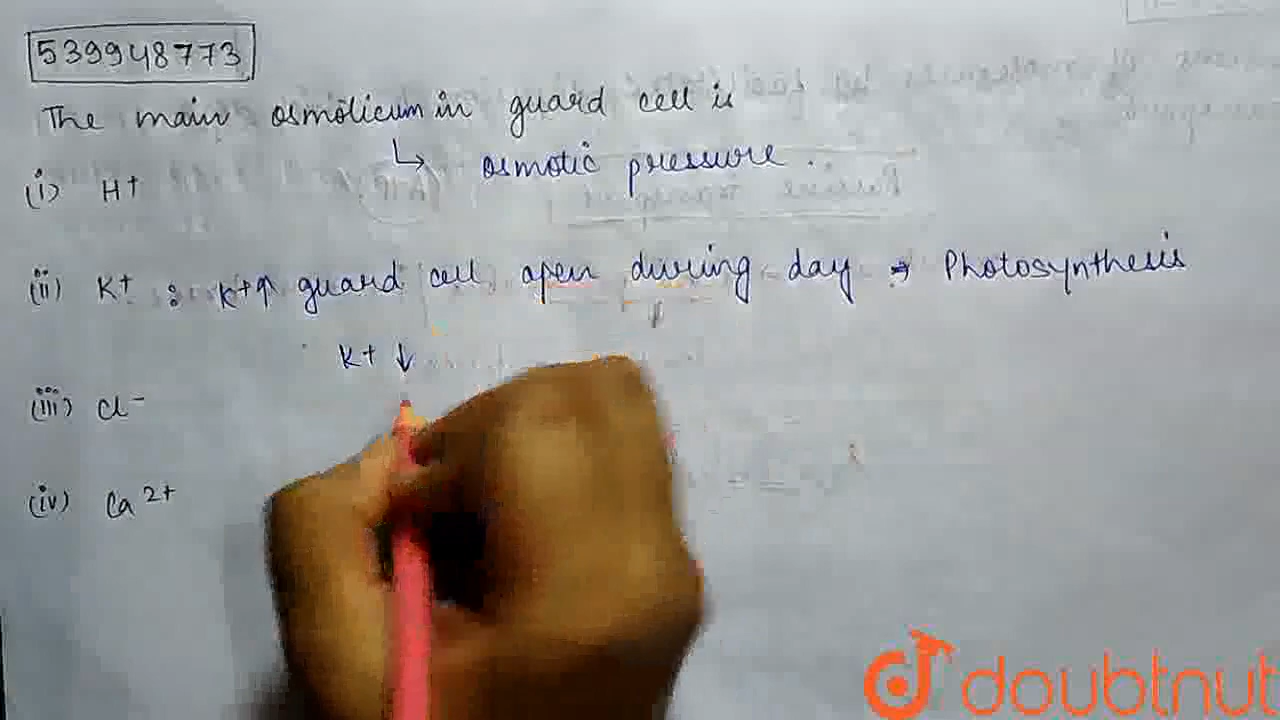 539948773
The main osmolicum in guard cell is
↳ osmotic pressure.
(i) H+
(ii) K+ : K+↑ guard cell open during day → Photosynthesis
K+ ↓
(iii) Cl-
(iv) Ca 2+
doubtnut